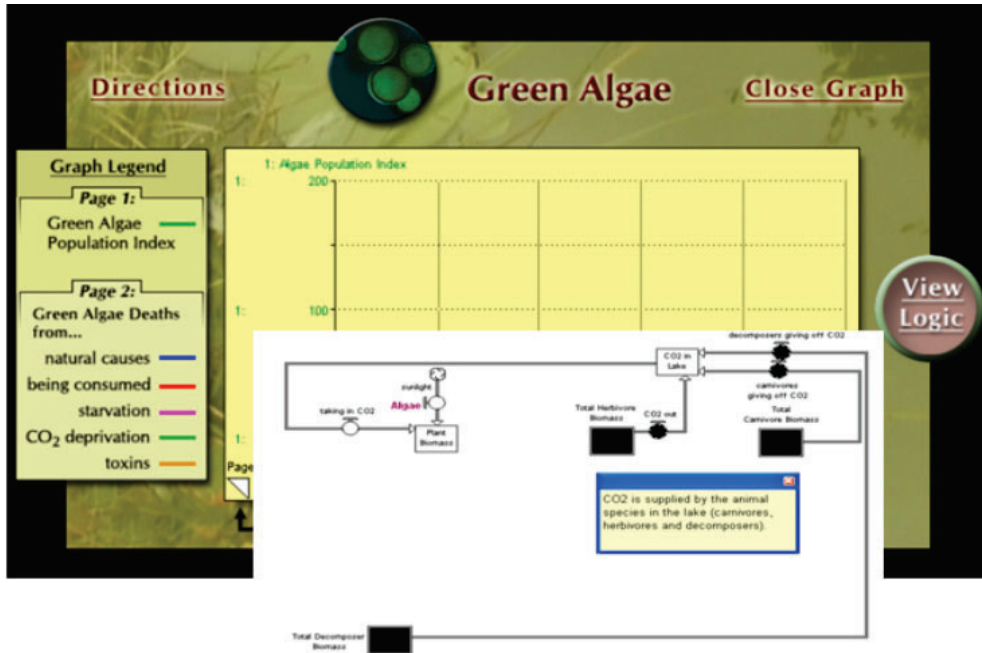 Directions
Green Algae
Close Graph
Graph Legend
Page 1:
Green Algae
Population Index
Page 2:
Green Algae Deaths
from...
natural causes
being consumed
starvation
CO2 deprivation
toxins
1: Algae Population Index
1:
200
1:
100
1:
Page
View
Logic
decomposers giving off CO2
CO2 in
Lake
carnivores
giving off CO2
sunlight
Algae
taking in CO2
Plant
Biomass
Total Herbivore
Biomass
CO2 out
Total
Carnivore Biomass
CO2 is supplied by the animal
species in the lake (carnivores,
herbivores and decomposers).
Total Decomposer
Biomass